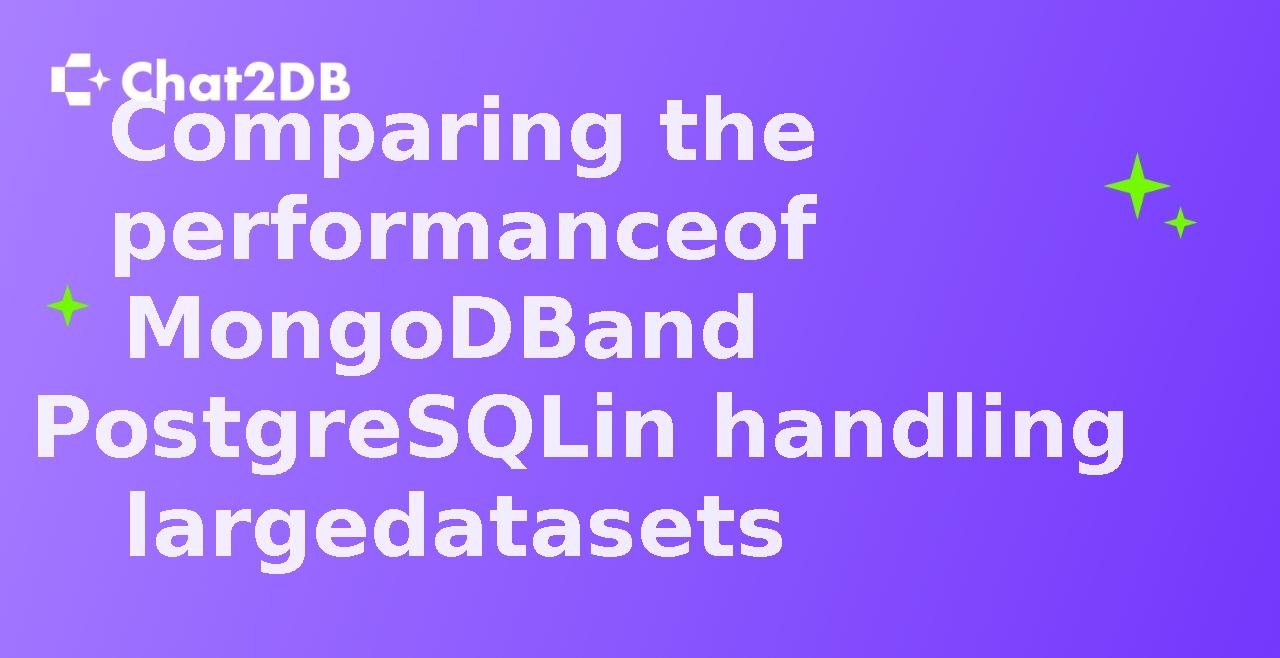 Chat2DB
Comparing the
performanceof
MongoDBand
PostgreSQLin handling
largedatasets